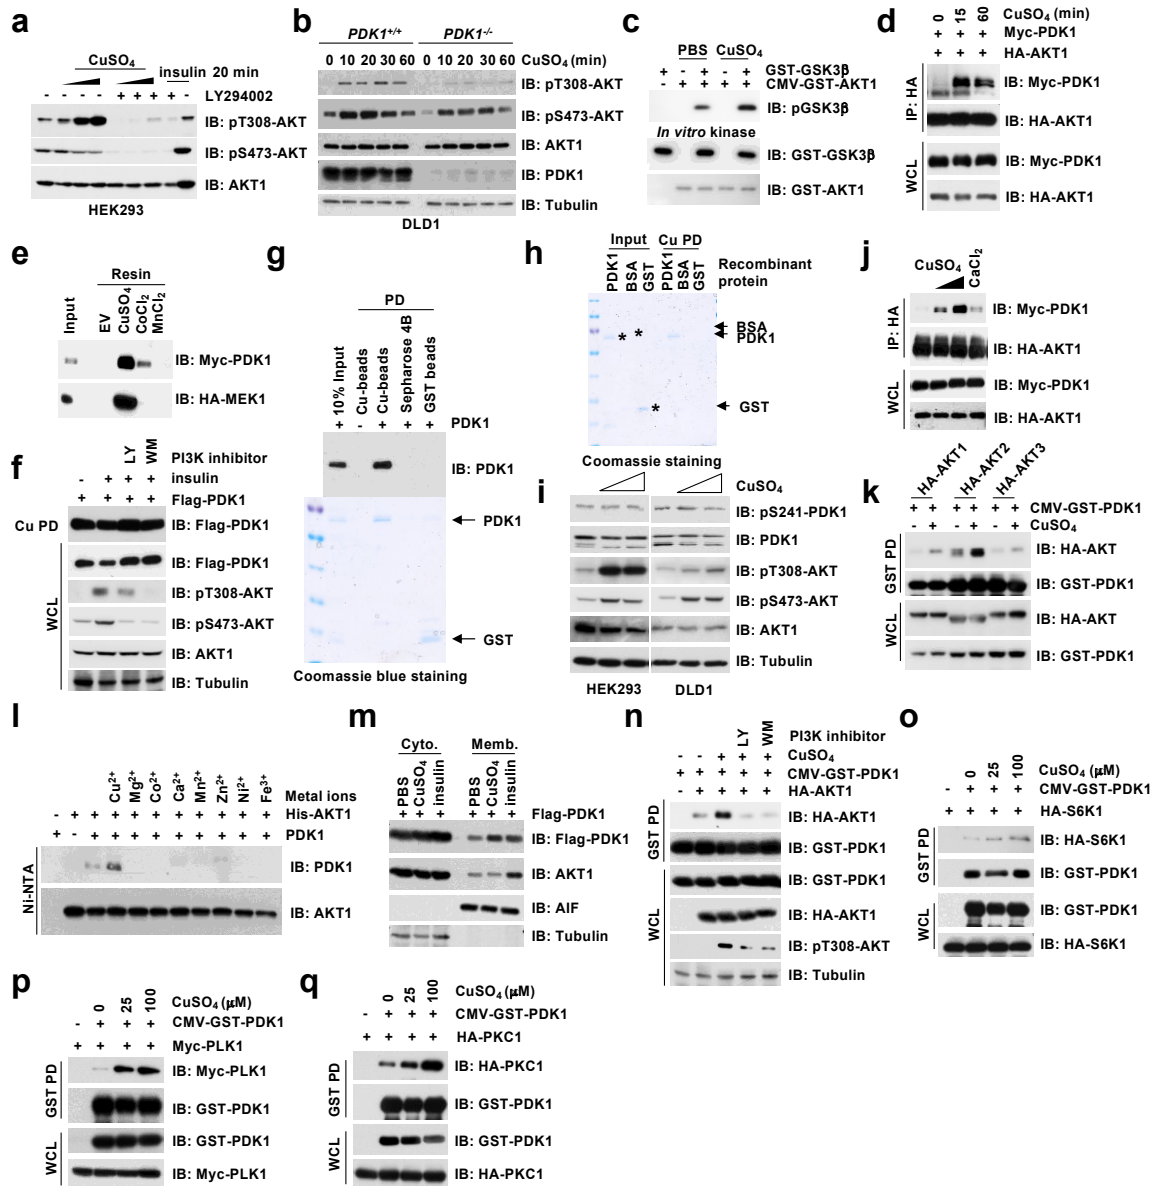 a
CuSO4
insulin 20 min
- - - + + + + - LY294002
IB: pT308-AKT
IB: pS473-AKT
IB: AKT1
HEK293
b
PDK1+/+ PDK1-/-
0 10 20 30 60 0 10 20 30 60 CuSO4 (min)
IB: pT308-AKT
IB: pS473-AKT
IB: AKT1
IB: PDK1
IB: Tubulin
DLD1
c
PBS CuSO4
+ - + - + GST-GSK3β
- + + + + CMV-GST-AKT1
IB: pGSK3β
In vitro kinase
IB: GST-GSK3β
IB: GST-AKT1
d
0 15 60 CuSO4 (min)
+ + + Myc-PDK1
+ + + HA-AKT1
IP: HA
IB: Myc-PDK1
IB: HA-AKT1
WCL
IB: Myc-PDK1
IB: HA-AKT1
e
Resin
Input EV CuSO4 CoCl2 MnCl2
IB: Myc-PDK1
IB: HA-MEK1
f
LY WM PI3K inhibitor
- + + + insulin
+ + + + Flag-PDK1
Cu PD
IB: Flag-PDK1
WCL
IB: Flag-PDK1
IB: pT308-AKT
IB: pS473-AKT
IB: AKT1
IB: Tubulin
g
PD
10% Input Cu-beads Cu-beads Sepharose 4B GST beads
+ - + + + PDK1
IB: PDK1
PDK1
GST
Coomassie blue staining
h
Input Cu PD
PDK1 BSA GST PDK1 BSA GST Recombinant
protein
BSA
* * PDK1
* GST
Coomassie staining
i
CuSO4
IB: pS241-PDK1
IB: PDK1
IB: pT308-AKT
IB: pS473-AKT
IB: AKT1
IB: Tubulin
HEK293 DLD1
j
CuSO4 CaCl2
IP: HA
IB: Myc-PDK1
IB: HA-AKT1
WCL
IB: Myc-PDK1
IB: HA-AKT1
k
HA-AKT1 HA-AKT2 HA-AKT3
+ + + + + + CMV-GST-PDK1
- + - + - + CuSO4
GST PD
IB: HA-AKT
IB: GST-PDK1
WCL
IB: HA-AKT
IB: GST-PDK1
l
Cu2+ Mg2+ Co2+ Ca2+ Mn2+ Zn2+ Ni2+ Fe3+ Metal ions
- + + + + + + + + + His-AKT1
+ - + + + + + + + + + PDK1
Ni-NTA
IB: PDK1
IB: AKT1
m
Cyto. Memb.
PBS CuSO4 insulin PBS CuSO4 insulin
+ + + + + + Flag-PDK1
IB: Flag-PDK1
IB: AKT1
IB: AIF
IB: Tubulin
n
LY WM PI3K inhibitor
- - + + + CuSO4
+ + + + + CMV-GST-PDK1
- + + + + HA-AKT1
GST PD
IB: HA-AKT1
IB: GST-PDK1
WCL
IB: GST-PDK1
IB: HA-AKT1
IB: pT308-AKT
IB: Tubulin
o
0 25 100 CuSO4 (μM)
- + + + CMV-GST-PDK1
+ + + + HA-S6K1
GST PD
IB: HA-S6K1
IB: GST-PDK1
WCL
IB: GST-PDK1
IB: HA-S6K1
p
0 25 100 CuSO4 (μM)
- + + + CMV-GST-PDK1
+ + + + Myc-PLK1
GST PD
IB: Myc-PLK1
IB: GST-PDK1
WCL
IB: GST-PDK1
IB: Myc-PLK1
q
0 25 100 CuSO4 (μM)
- + + + CMV-GST-PDK1
+ + + + HA-PKC1
GST PD
IB: HA-PKC1
IB: GST-PDK1
WCL
IB: GST-PDK1
IB: HA-PKC1